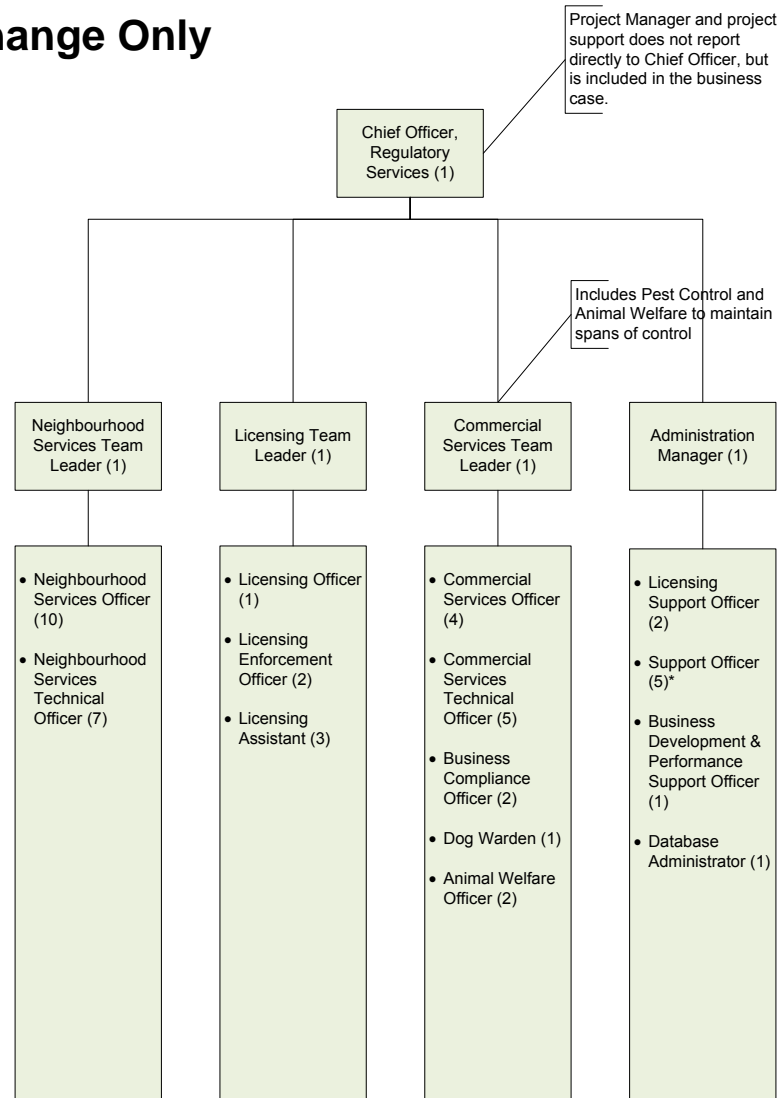 hange Only
Project Manager and project
support does not report
directly to Chief Officer, but
is included in the business
case.
Chief Officer,
Regulatory
Services (1)
Includes Pest Control and
Animal Welfare to maintain
spans of control
Neighbourhood
Services Team
Leader (1)
Licensing Team
Leader (1)
Commercial
Services Team
Leader (1)
Administration
Manager (1)
• Neighbourhood
Services Officer
(10)
• Neighbourhood
Services
Technical
Officer (7)
• Licensing Officer
(1)
• Licensing
Enforcement
Officer (2)
• Licensing
Assistant (3)
• Commercial
Services Officer
(4)
• Commercial
Services
Technical
Officer (5)
• Business
Compliance
Officer (2)
• Dog Warden (1)
• Animal Welfare
Officer (2)
• Licensing
Support Officer
(2)
• Support Officer
(5)*
• Business
Development &
Performance
Support Officer
(1)
• Database
Administrator (1)